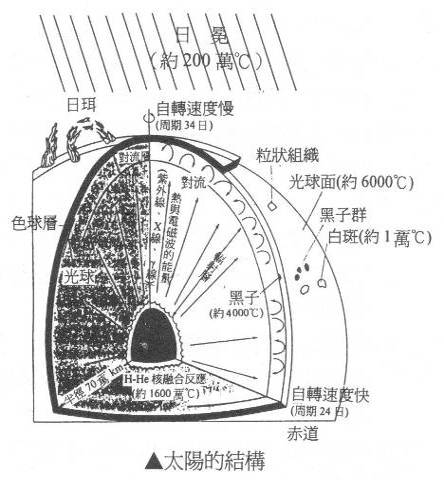 日冕
(約200萬℃)
日珥
自轉速度慢
(周期34日)
對流層
對流
粒狀組織
光球面(約6000℃)
黑子群
白斑(約1萬℃)
色球層
光球
黑子
(約4000℃)
半徑70萬km
H-He核融合反應
(約1600萬℃)
自轉速度快
(周期24日)
赤道
▲太陽的結構